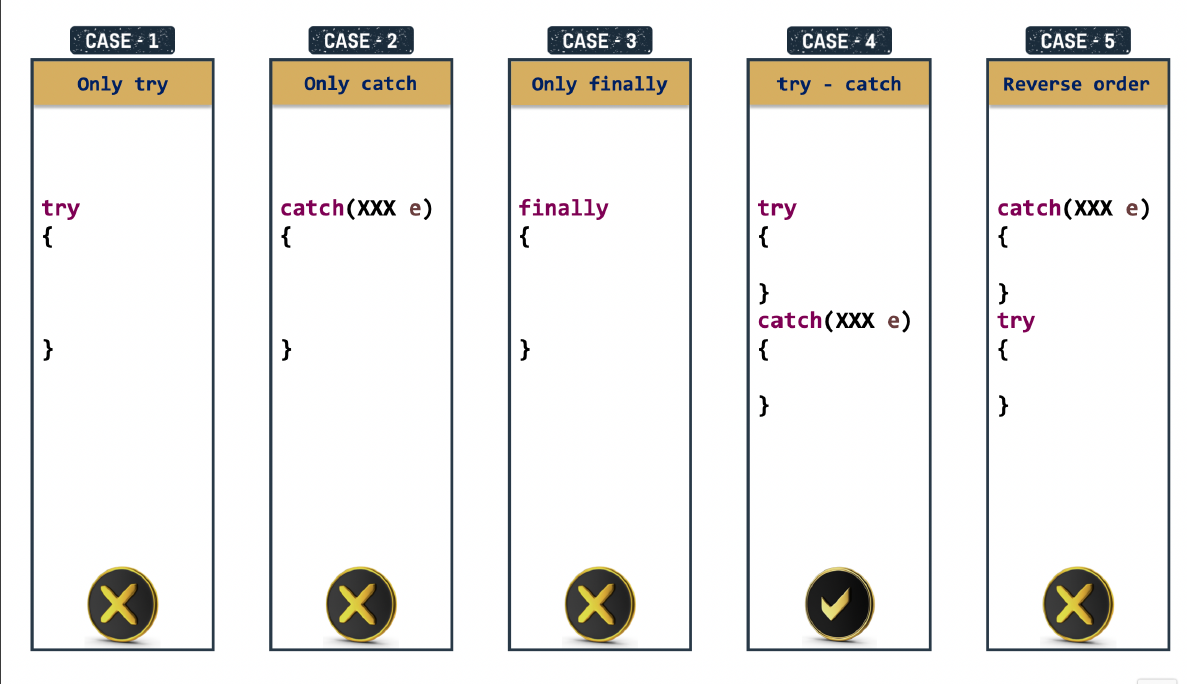 CASE - 1
Only try
try
{
}
CASE - 2
Only catch
catch(XXX e)
{
}
CASE - 3
Only finally
finally
{
}
CASE - 4
try - catch
try
{
}
catch(XXX e)
{
}
CASE - 5
Reverse order
catch(XXX e)
{
}
try
{
}